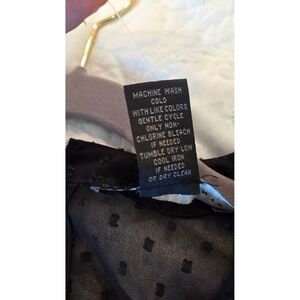 MACHINE WASH
COLD
WITH LIKE COLORS
GENTLE CYCLE
ONLY NON-
CHLORINE BLEACH
IF NEEDED
TUMBLE DRY LOW
COOL IRON
IF NEEDED
OR DRY CLEAN